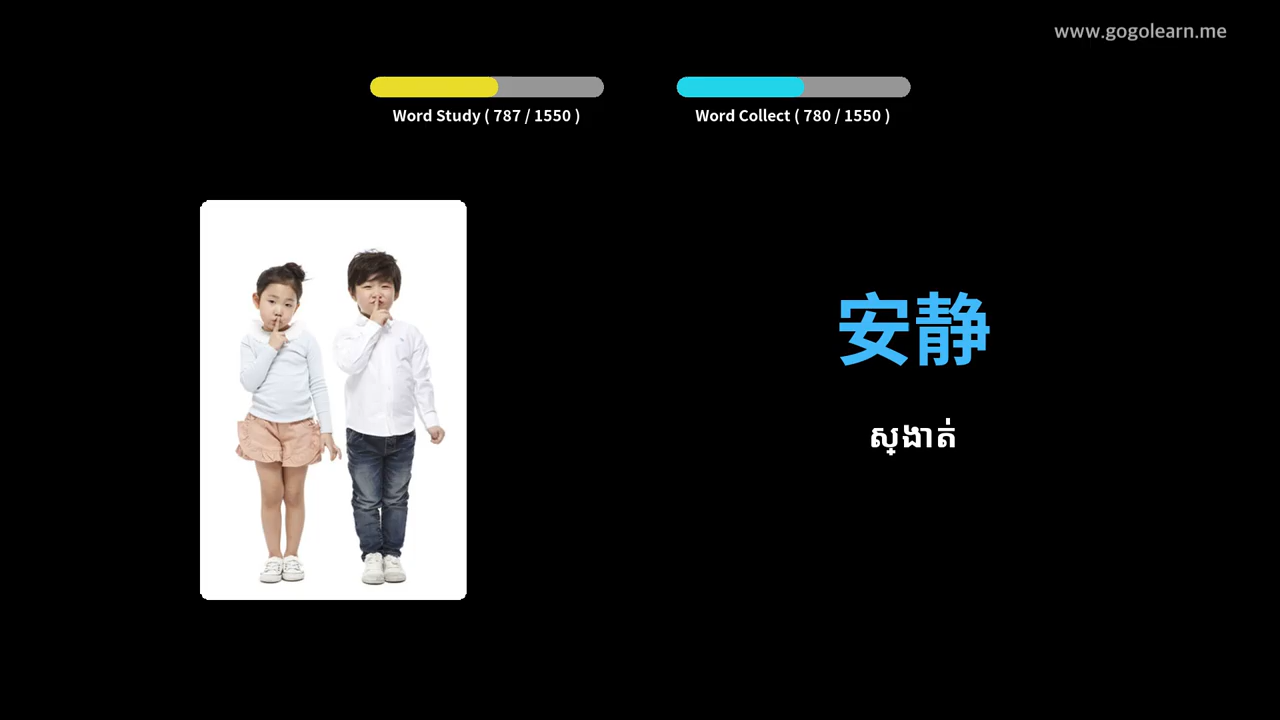 www.gogolearn.me
Word Study ( 787 / 1550 )
Word Collect ( 780 / 1550 )
安静
ស្ងាត់